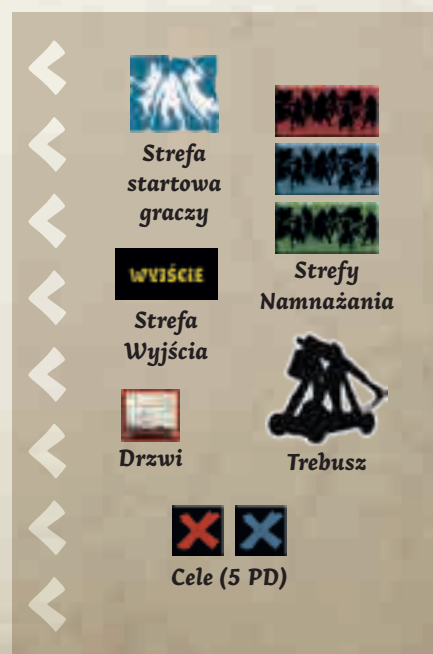 Strefa
startowa
graczy
WYJŚCIE
Strefa
Wyjścia
Drzwi
Strefy
Namnażania
Trebusz
Cele (5 PD)